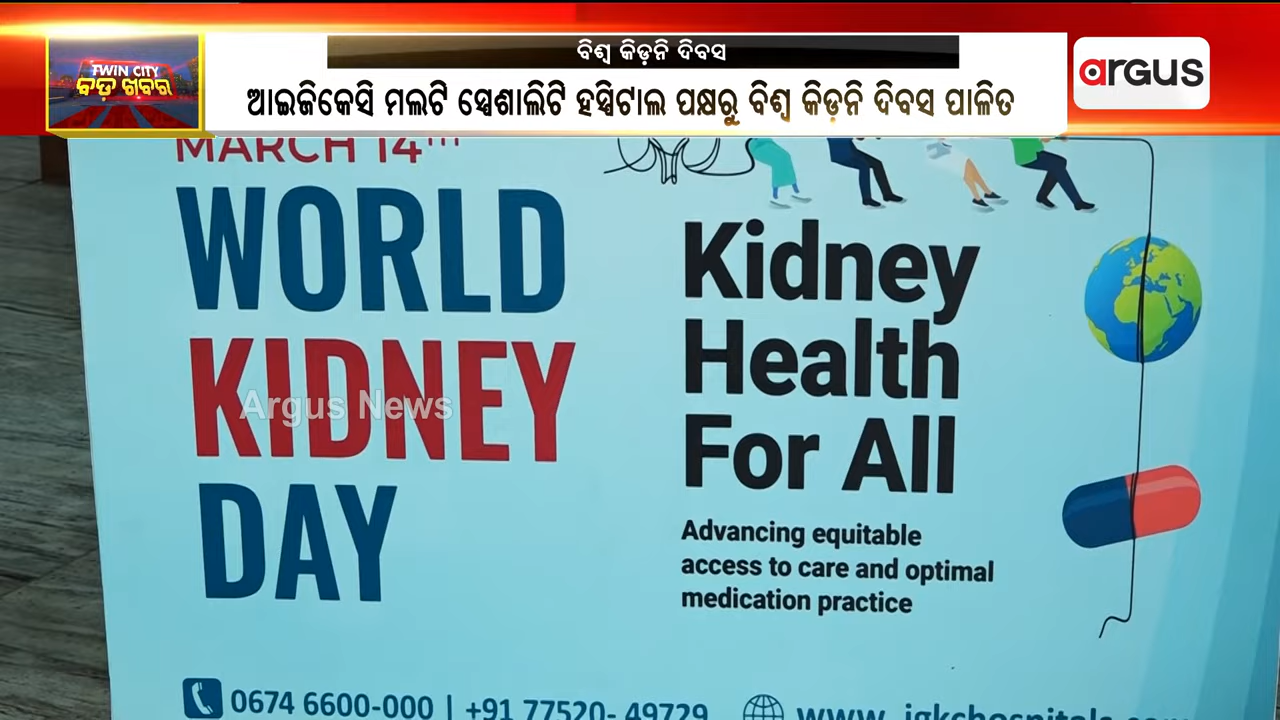 ବିଶ୍ୱ କିଡ଼ନି ଦିବସ
TWIN CITY
ବଡ଼ ଖବର
ଆଇଜିକେସି ମଲଟି ସ୍ପେଶାଲିଟି ହସ୍ପିଟାଲ ପକ୍ଷରୁ ବିଶ୍ୱ କିଡ଼ନି ଦିବସ ପାଳିତ
argus
MARCH 14TH
WORLD
KIDNEY
DAY
Argus News
Kidney
Health
For All
Advancing equitable
access to care and optimal
medication practice
0674 6600-000 | +91 77520- 49729